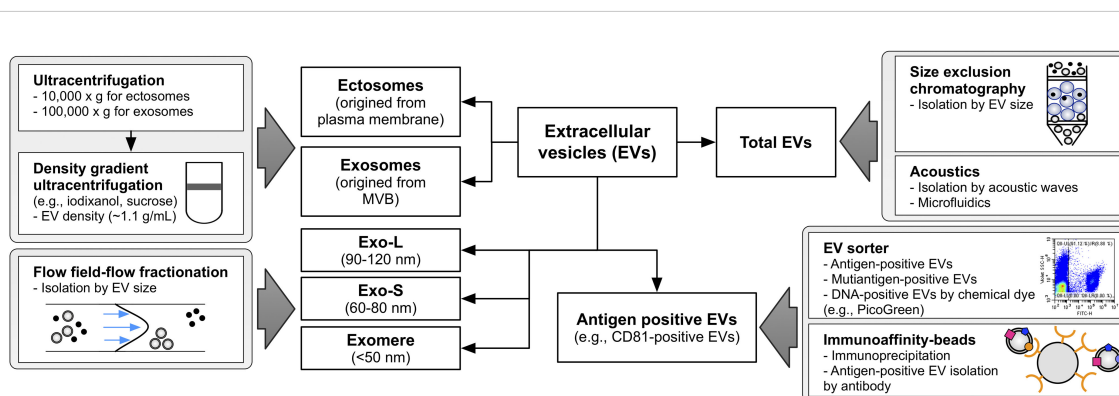 Ultracentrifugation
- 10,000 x g for ectosomes
- 100,000 x g for exosomes
Density gradient
ultracentrifugation
(e.g., iodixanol, sucrose)
- EV density (~1.1 g/mL)
Flow field-flow fractionation
- Isolation by EV size
Ectosomes
(origined from
plasma membrane)
Exosomes
(origined from
MVB)
Exo-L
(90-120 nm)
Exo-S
(60-80 nm)
Exomere
(<50 nm)
Extracellular
vesicles (EVs)
Total EVs
Antigen positive EVs
(e.g., CD81-positive EVs)
Size exclusion
chromatography
- Isolation by EV size
Acoustics
- Isolation by acoustic waves
- Microfluidics
EV sorter
- Antigen-positive EVs
- Mutiantigen-positive EVs
- DNA-positive EVs by chemical dye
(e.g., PicoGreen)
Violet SSC-H
FITC-H
Immunoaffinity-beads
- Immunoprecipitation
- Antigen-positive EV isolation
by antibody